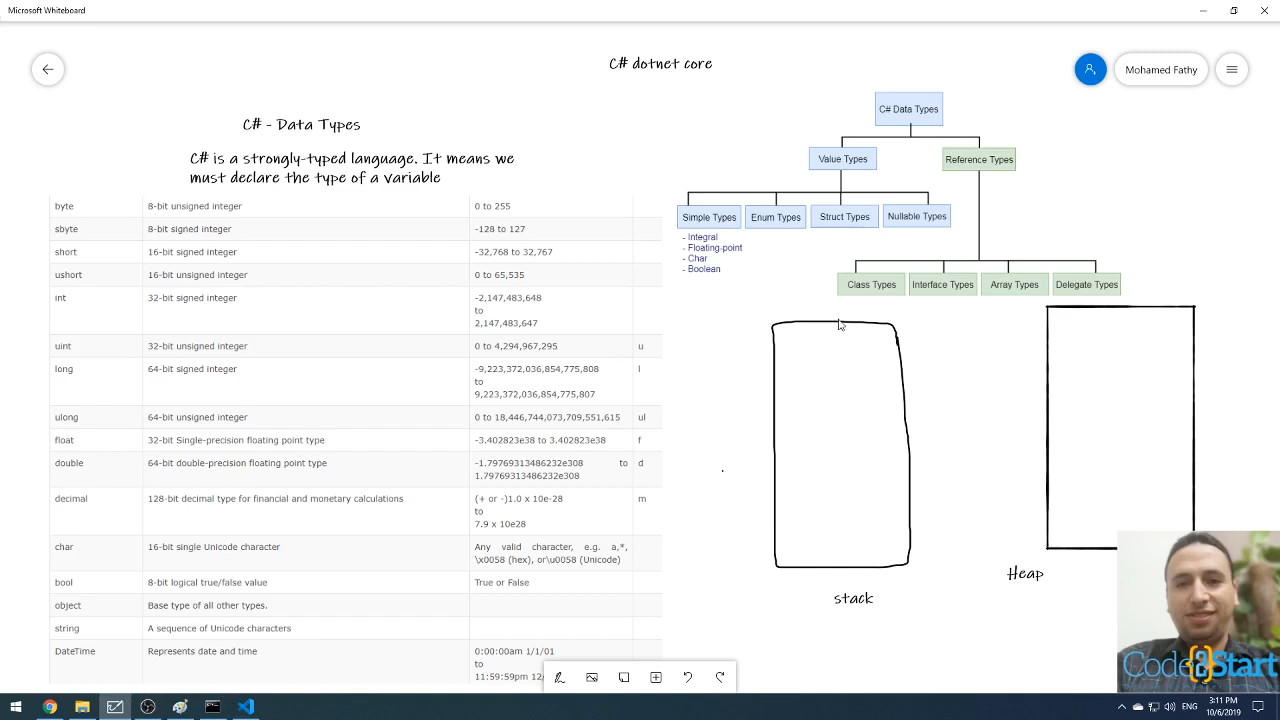 Microsoft Whiteboard
C# dotnet core
Mohamed Fathy
C# - Data Types
C# is a strongly-typed language. It means we
must declare the type of a variable
byte 8-bit unsigned integer 0 to 255
sbyte 8-bit signed integer -128 to 127
short 16-bit signed integer -32,768 to 32,767
ushort 16-bit unsigned integer 0 to 65,535
int 32-bit signed integer -2,147,483,648
to
2,147,483,647
uint 32-bit unsigned integer 0 to 4,294,967,295 u
long 64-bit signed integer -9,223,372,036,854,775,808 l
to
9,223,372,036,854,775,807
ulong 64-bit unsigned integer 0 to 18,446,744,073,709,551,615 ul
float 32-bit Single-precision floating point type -3.402823e38 to 3.402823e38 f
double 64-bit double-precision floating point type -1.79769313486232e308 to d
1.79769313486232e308
decimal 128-bit decimal type for financial and monetary calculations (+ or -)1.0 x 10e-28 m
to
7.9 x 10e28
char 16-bit single Unicode character Any valid character, e.g. a,*,
\x0058 (hex), or\u0058 (Unicode)
bool 8-bit logical true/false value True or False
object Base type of all other types.
string A sequence of Unicode characters
DateTime Represents date and time 0:00:00am 1/1/01
to
11:59:59pm
C# Data Types
Value Types Reference Types
Simple Types Enum Types Struct Types Nullable Types
- Integral
- Floating-point
- Char
- Boolean
Class Types Interface Types Array Types Delegate Types
stack
Heap
Code Start
ENG
3:11 PM
10/6/2019